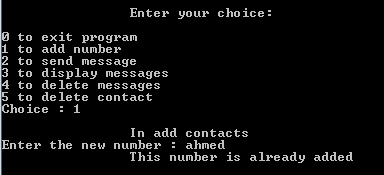 Enter your choice:
0 to exit program
1 to add number
2 to send message
3 to display messages
4 to delete messages
5 to delete contact
Choice : 1
In add contacts
Enter the new number : ahmed
This number is already added